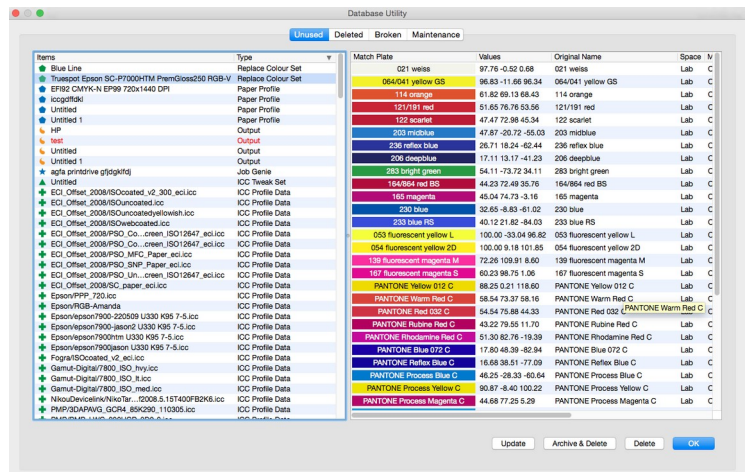 Database Utility
Unused Deleted Broken Maintenance
Items Type
Blue Line Replace Colour Set
Truespot Epson SC-P7000HTM PremGloss250 RGB-V Replace Colour Set
EFI92 CMYK-N EP99 720x1440 DPI Paper Profile
iccgdffdkl Paper Profile
Untitled Paper Profile
Untitled 1 Paper Profile
HP Output
test Output
Untitled Output
Untitled 1 Output
agfa printdrive gfjdgklfdj Job Genie
Untitled ICC Tweak Set
ECI_Offset_2008/ISOcoated_v2_300_eci.icc ICC Profile Data
ECI_Offset_2008/ISOuncoated.icc ICC Profile Data
ECI_Offset_2008/ISOuncoatedyellowish.icc ICC Profile Data
ECI_Offset_2008/ISOwebcoated.icc ICC Profile Data
ECI_Offset_2008/PSO_Co...creen_ISO12647_eci.icc ICC Profile Data
ECI_Offset_2008/PSO_Co...creen_ISO12647_eci.icc ICC Profile Data
ECI_Offset_2008/PSO_MFC_Paper_eci.icc ICC Profile Data
ECI_Offset_2008/PSO_SNP_Paper_eci.icc ICC Profile Data
ECI_Offset_2008/PSO_Un...creen_ISO12647_eci.icc ICC Profile Data
ECI_Offset_2008/SC_paper_eci.icc ICC Profile Data
Epson/PPP_720.icc ICC Profile Data
Epson/RGB-Amanda ICC Profile Data
Epson/epson7900-220509 U330 K95 7-5.icc ICC Profile Data
Epson/epson7900-jason2 U330 K95 7-5.icc ICC Profile Data
Epson/epson7900htm U330 K95 7-5.icc ICC Profile Data
Epson/epson7900jason U330 K95 7-5.icc ICC Profile Data
Fogra/ISOcoated_v2_eci.icc ICC Profile Data
Gamut-Digital/7800_ISO_hvy.icc ICC Profile Data
Gamut-Digital/7800_ISO_lt.icc ICC Profile Data
Gamut-Digital/7800_ISO_med.icc ICC Profile Data
NikouDevicelink/NikoTar...f2008.5.15T400FB2K6.icc ICC Profile Data
PMP/3DAPAVG_GCR4_85K290_110305.icc ICC Profile Data
Match Plate Values Original Name Space M
021 weiss 97.76 -0.52 0.68 021 weiss Lab C
064/041 yellow GS 96.83 -11.66 96.34 064/041 yellow GS Lab C
114 orange 61.82 69.13 68.43 114 orange Lab C
121/191 red 51.65 76.76 53.56 121/191 red Lab C
122 scarlet 47.47 72.98 45.34 122 scarlet Lab C
203 midblue 47.87 -20.72 -55.03 203 midblue Lab C
236 reflex blue 26.71 18.24 -62.44 236 reflex blue Lab C
206 deepblue 17.11 13.17 -41.23 206 deepblue Lab C
283 bright green 54.11 -73.72 34.11 283 bright green Lab C
164/864 red BS 44.23 72.49 35.76 164/864 red BS Lab C
165 magenta 45.04 74.73 -3.16 165 magenta Lab C
230 blue 32.65 -8.83 -61.02 230 blue Lab C
233 blue RS 40.12 21.82 -84.03 233 blue RS Lab C
053 fluorescent yellow L 100.00 -33.04 96.82 053 fluorescent yellow L Lab C
054 fluorescent yellow 2D 100.00 9.18 101.85 054 fluorescent yellow 2D Lab C
139 fluorescent magenta M 72.26 109.91 8.60 139 fluorescent magenta M Lab C
167 fluorescent magenta S 60.23 98.75 1.06 167 fluorescent magenta S Lab C
PANTONE Yellow 012 C 88.25 0.21 118.60 PANTONE Yellow 012 C Lab C
PANTONE Warm Red C 58.54 73.37 58.16 PANTONE Warm Red C Lab C
PANTONE Red 032 C 54.54 75.88 44.33 PANTONE Red 032 C PANTONE Warm Red C
PANTONE Rubine Red C 43.22 79.55 11.70 PANTONE Rubine Red C Lab C
PANTONE Rhodamine Red C 51.30 82.76 -19.39 PANTONE Rhodamine Red C Lab C
PANTONE Blue 072 C 17.80 48.39 -82.94 PANTONE Blue 072 C Lab C
PANTONE Reflex Blue C 16.68 38.51 -77.09 PANTONE Reflex Blue C Lab C
PANTONE Process Blue C 46.25 -28.33 -60.64 PANTONE Process Blue C Lab C
PANTONE Process Yellow C 90.87 -8.40 100.22 PANTONE Process Yellow C Lab C
PANTONE Process Magenta C 44.68 77.25 5.29 PANTONE Process Magenta C Lab C
Update Archive & Delete Delete OK